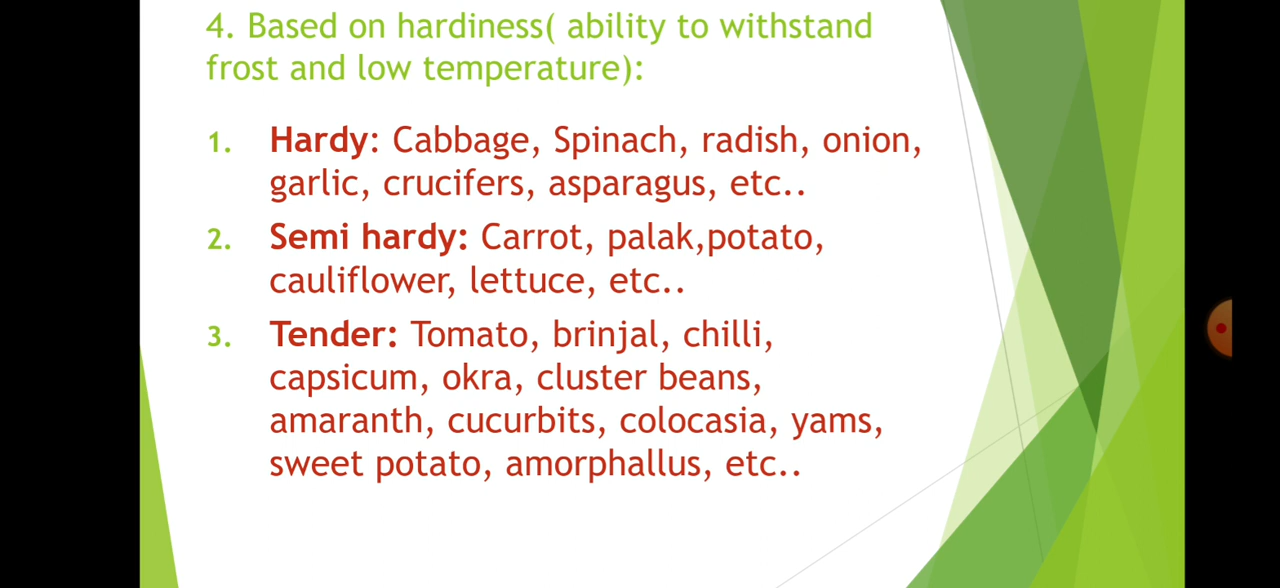 4. Based on hardiness( ability to withstand
frost and low temperature):
1. Hardy: Cabbage, Spinach, radish, onion,
garlic, crucifers, asparagus, etc..
2. Semi hardy: Carrot, palak,potato,
cauliflower, lettuce, etc..
3. Tender: Tomato, brinjal, chilli,
capsicum, okra, cluster beans,
amaranth, cucurbits, colocasia, yams,
sweet potato, amorphallus, etc..